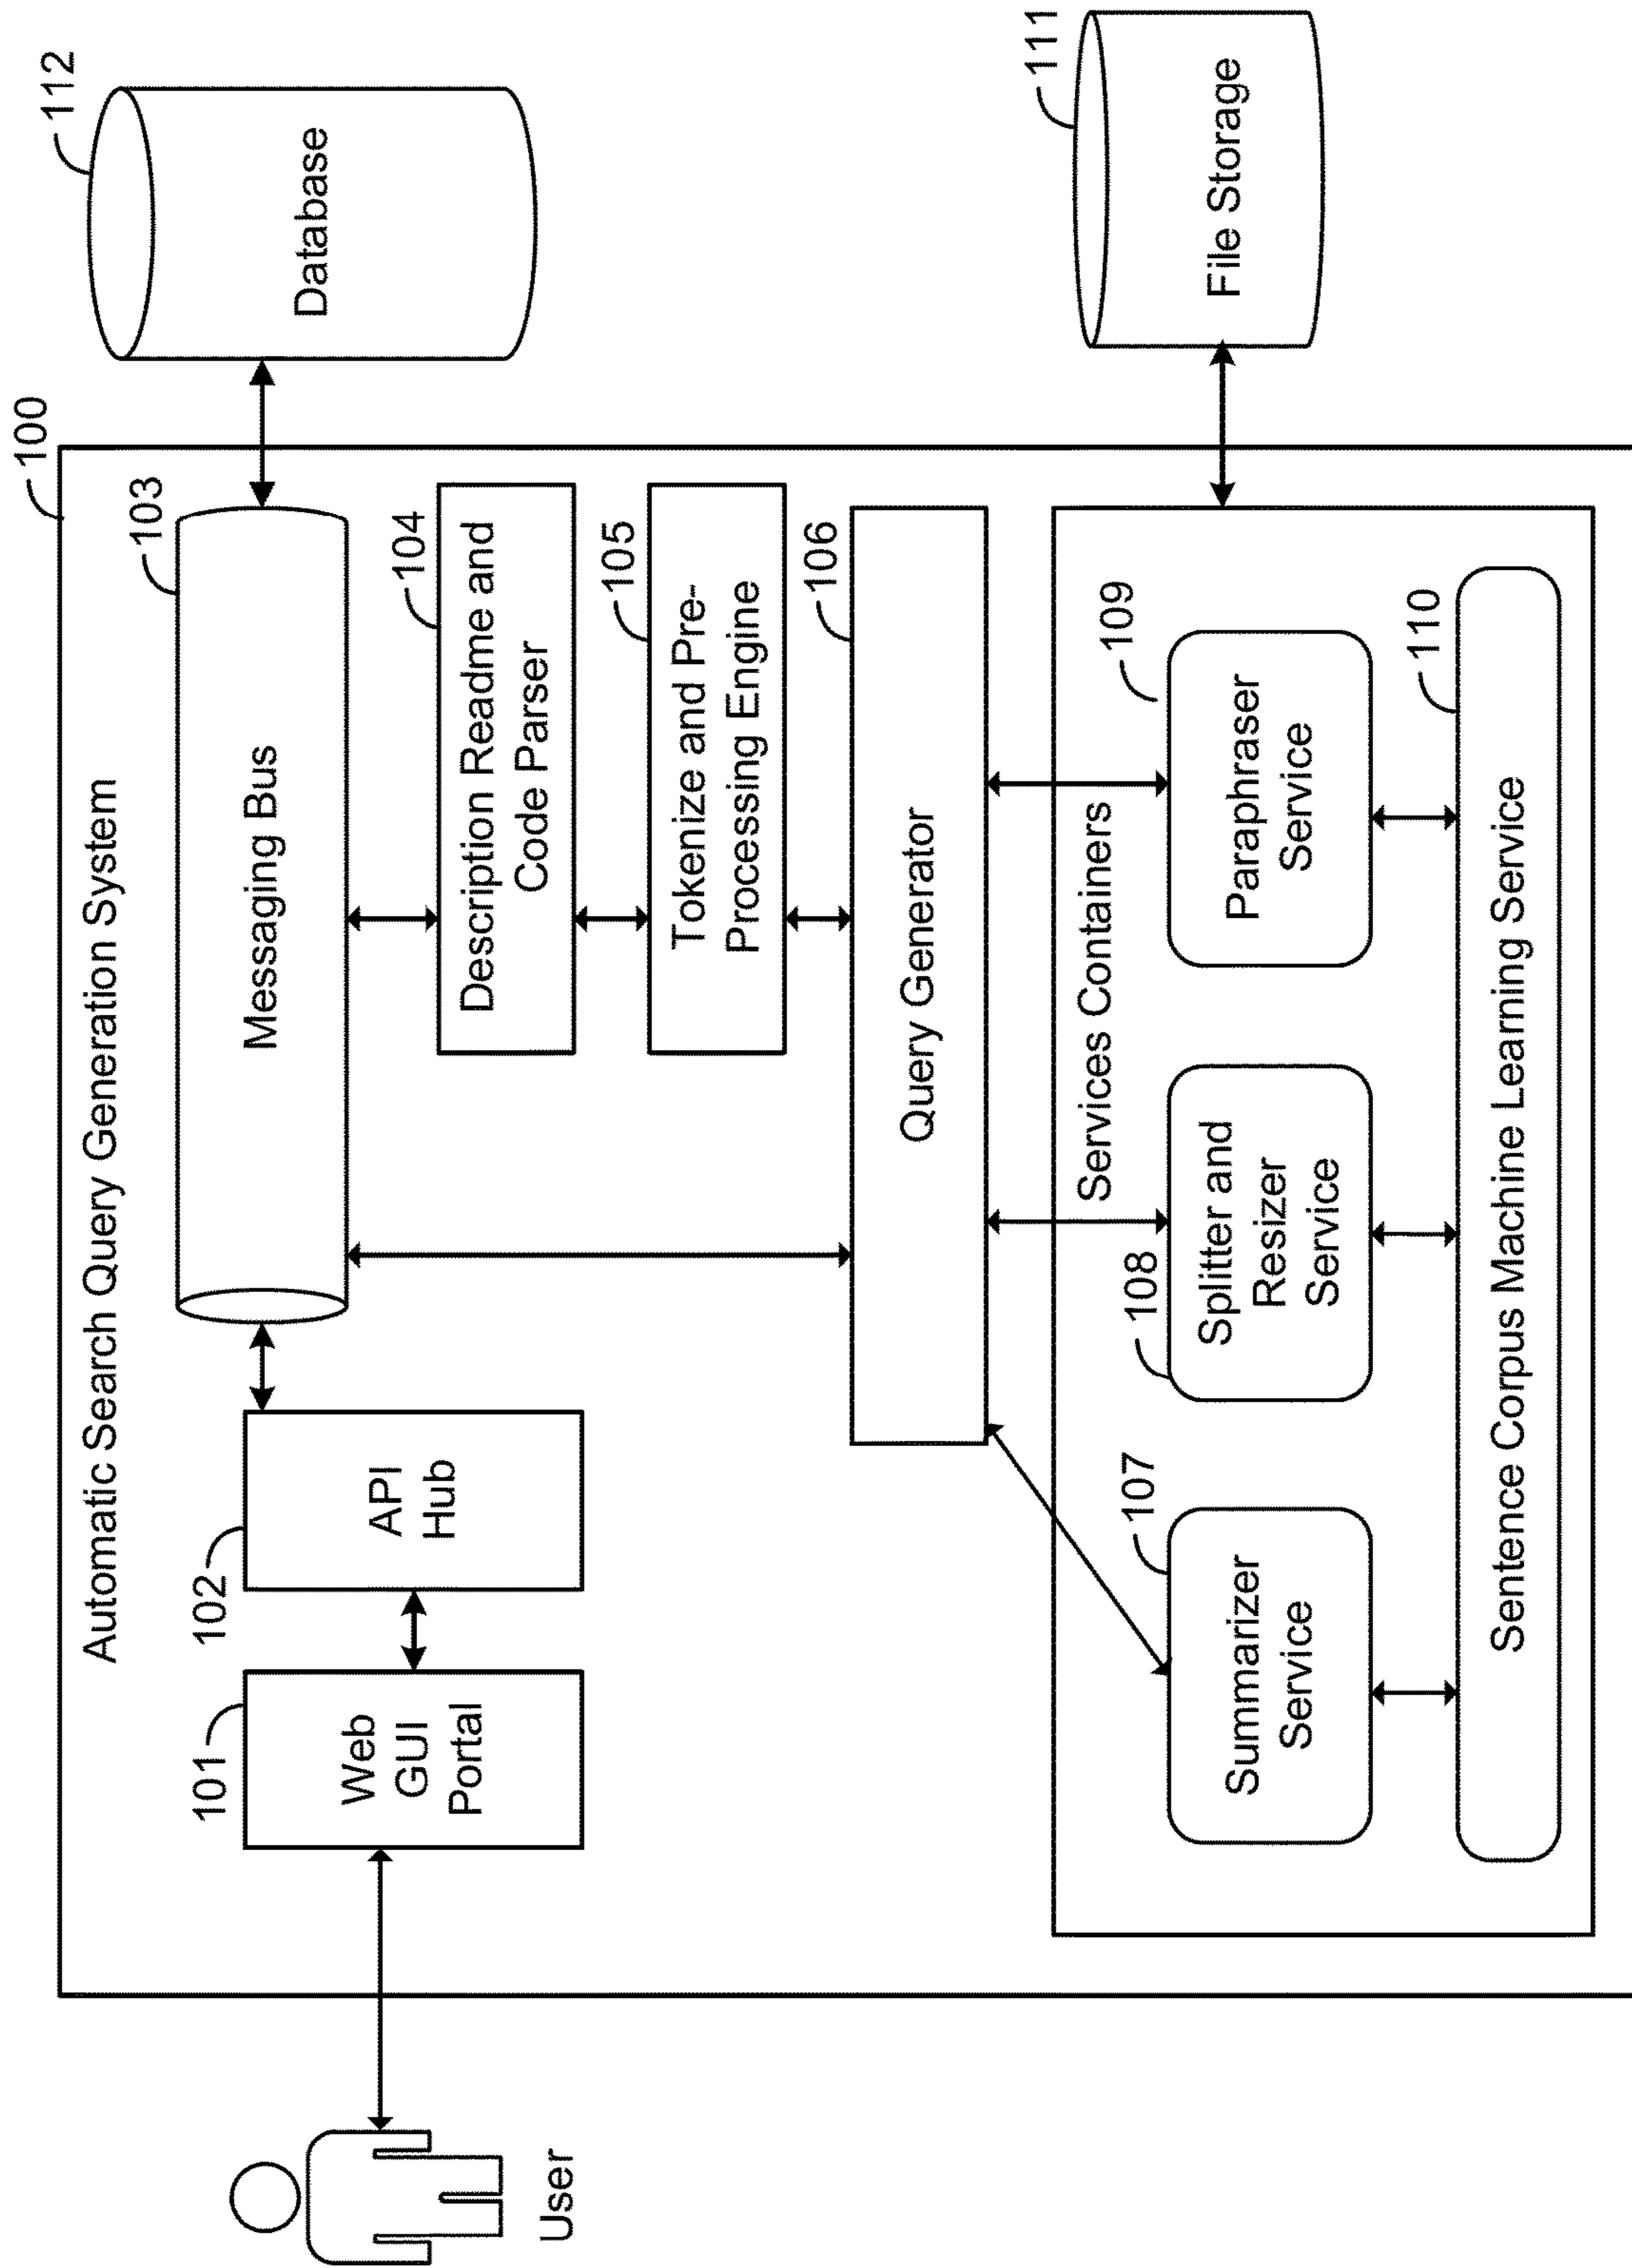 100
Automatic Search Query Generation System
User
101
Web
GUI
Portal
102
API
Hub
103
Messaging Bus
112
Database
104
Description Readme and
Code Parser
105
Tokenize and Pre-
Processing Engine
106
Query Generator
Services Containers
107
Summarizer
Service
108
Splitter and
Resizer
Service
109
Paraphraser
Service
110
Sentence Corpus Machine Learning Service
111
File Storage